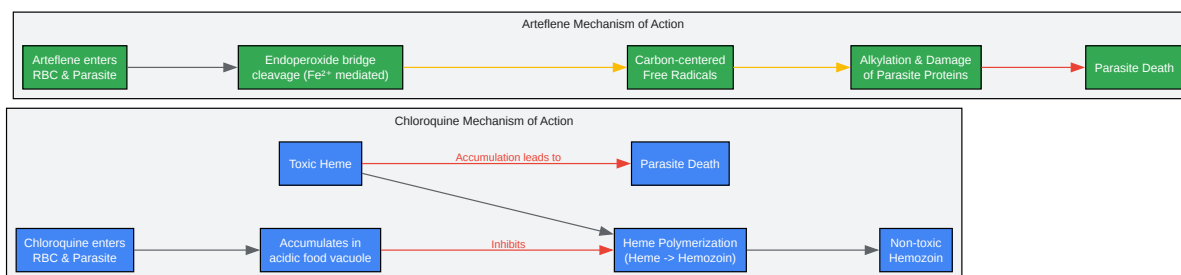 Arteflene Mechanism of Action
Arteflene enters
RBC & Parasite
Endoperoxide bridge
cleavage (Fe²⁺ mediated)
Carbon-centered
Free Radicals
Alkylation & Damage
of Parasite Proteins
Parasite Death
Chloroquine Mechanism of Action
Toxic Heme
Accumulation leads to
Parasite Death
Chloroquine enters
RBC & Parasite
Accumulates in
acidic food vacuole
Inhibits
Heme Polymerization
(Heme -> Hemozoin)
Non-toxic
Hemozoin